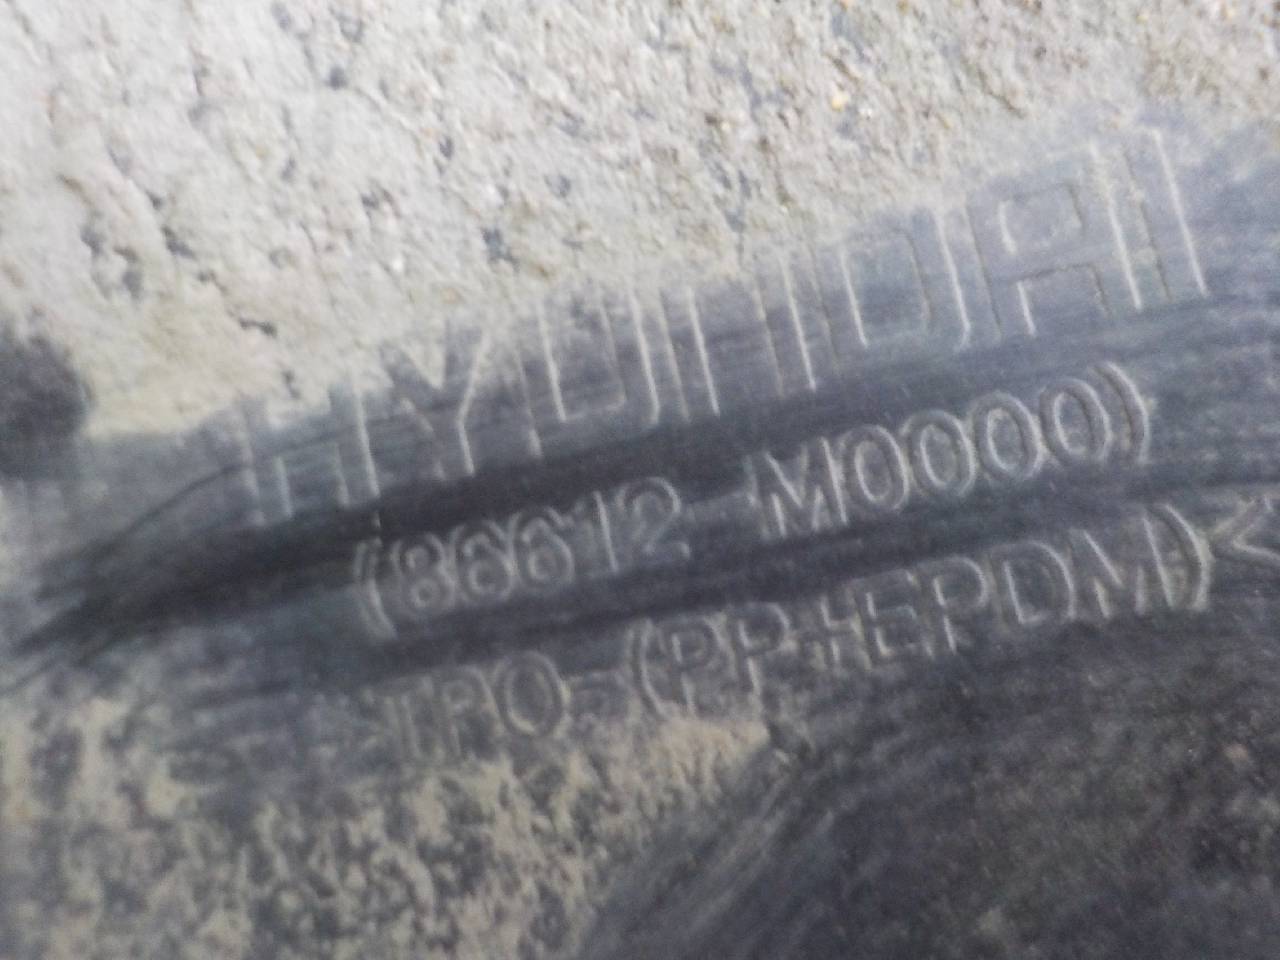 HYUNDAI
(86612-M0000)
TPO-(PP+EPDM)<